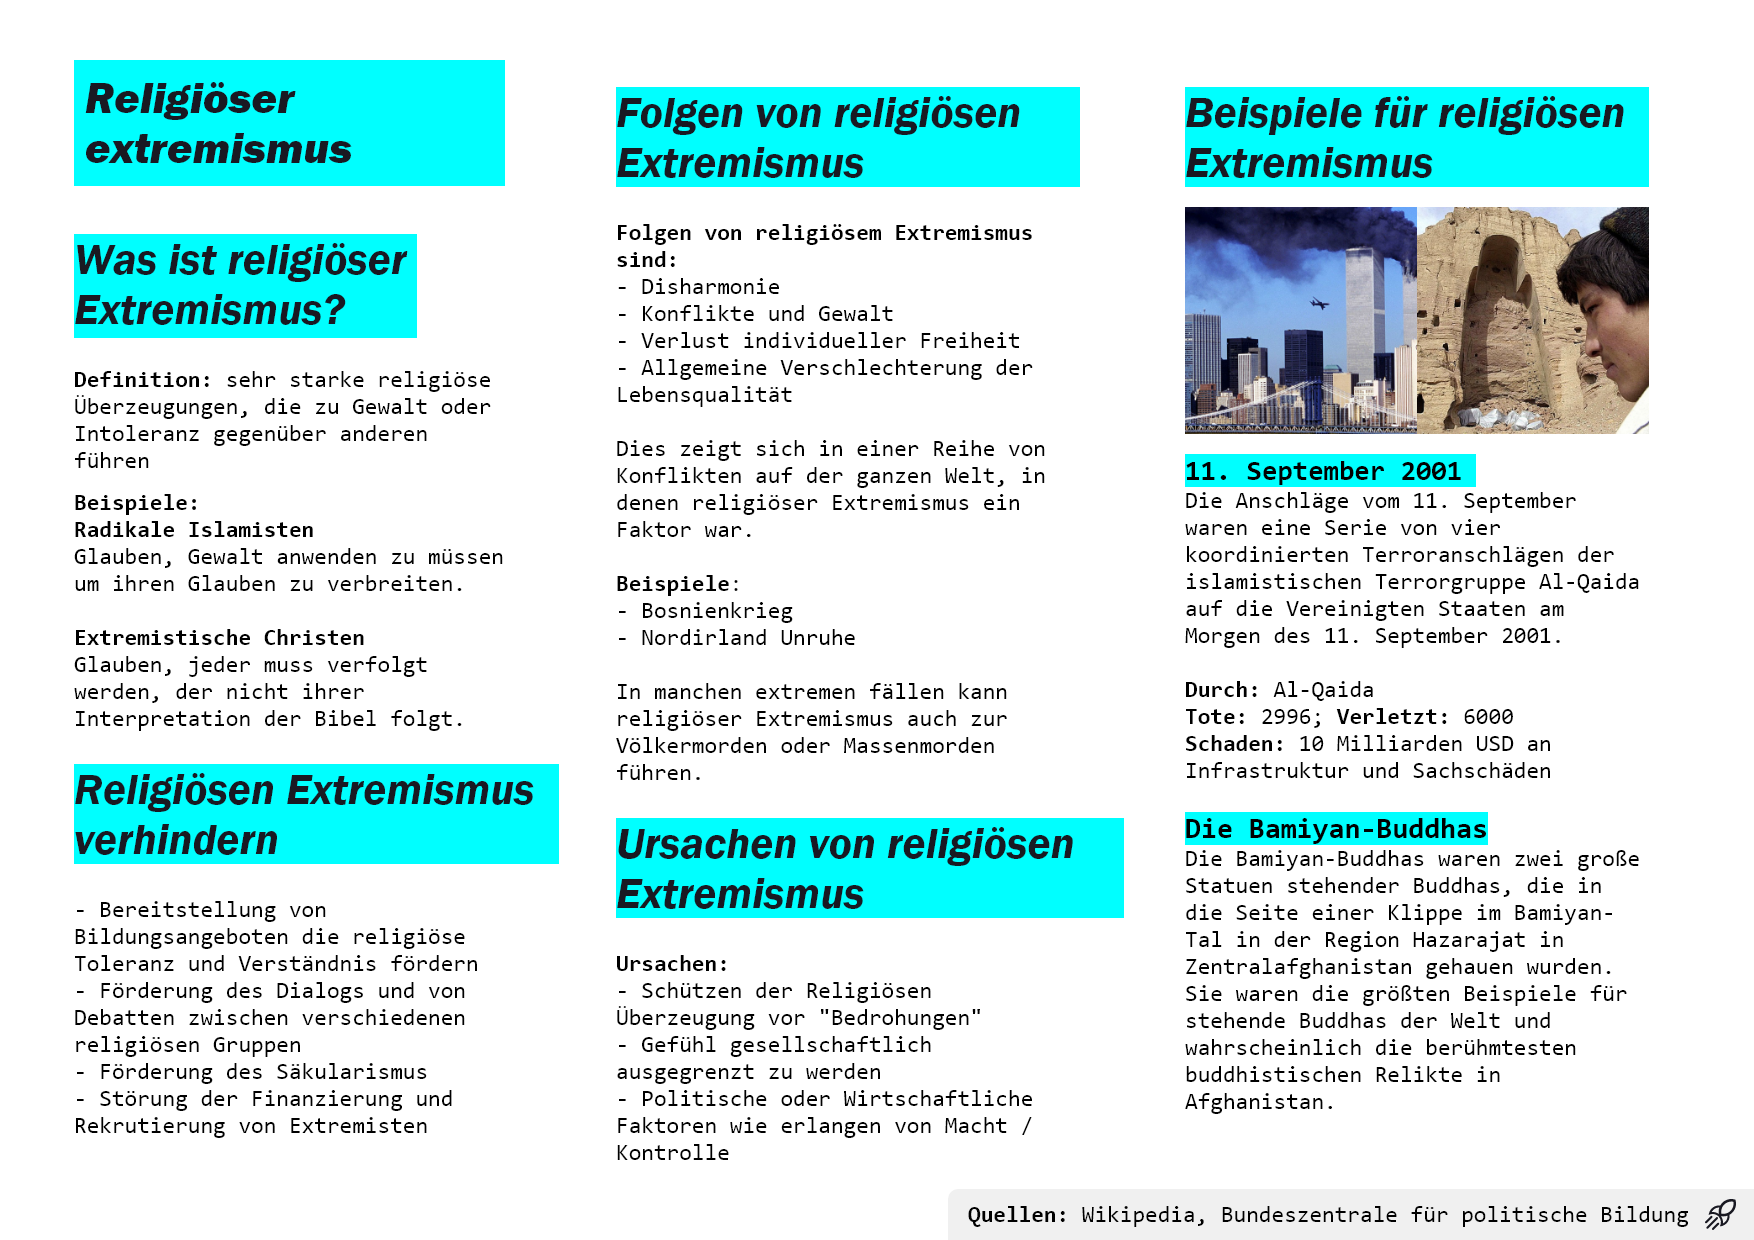 Religiöser
extremismus
Was ist religiöser
Extremismus?
Definition: sehr starke religiöse
Überzeugungen, die zu Gewalt oder
Intoleranz gegenüber anderen
führen
Beispiele:
Radikale Islamisten
Glauben, Gewalt anwenden zu müssen
um ihren Glauben zu verbreiten.
Extremistische Christen
Glauben, jeder muss verfolgt
werden, der nicht ihrer
Interpretation der Bibel folgt.
Religiösen Extremismus
verhindern
- Bereitstellung von
Bildungsangeboten die religiöse
Toleranz und Verständnis fördern
- Förderung des Dialogs und von
Debatten zwischen verschiedenen
religiösen Gruppen
- Förderung des Säkularismus
- Störung der Finanzierung und
Rekrutierung von Extremisten
Folgen von religiösen
Extremismus
Folgen von religiösem Extremismus
sind:
- Disharmonie
- Konflikte und Gewalt
- Verlust individueller Freiheit
- Allgemeine Verschlechterung der
Lebensqualität
Dies zeigt sich in einer Reihe von
Konflikten auf der ganzen Welt, in
denen religiöser Extremismus ein
Faktor war.
Beispiele:
- Bosnienkrieg
- Nordirland Unruhe
In manchen extremen fällen kann
religiöser Extremismus auch zur
Völkermorden oder Massenmorden
führen.
Ursachen von religiösen
Extremismus
Ursachen:
- Schützen der Religiösen
Überzeugung vor "Bedrohungen"
- Gefühl gesellschaftlich
ausgegrenzt zu werden
- Politische oder Wirtschaftliche
Faktoren wie erlangen von Macht /
Kontrolle
Beispiele für religiösen
Extremismus
11. September 2001
Die Anschläge vom 11. September
waren eine Serie von vier
koordinierten Terroranschlägen der
islamistischen Terrorgruppe Al-Qaida
auf die Vereinigten Staaten am
Morgen des 11. September 2001.
Durch: Al-Qaida
Tote: 2996; Verletzt: 6000
Schaden: 10 Milliarden USD an
Infrastruktur und Sachschäden
Die Bamiyan-Buddhas
Die Bamiyan-Buddhas waren zwei große
Statuen stehender Buddhas, die in
die Seite einer Klippe im Bamiyan-
Tal in der Region Hazarajat in
Zentralafghanistan gehauen wurden.
Sie waren die größten Beispiele für
stehende Buddhas der Welt und
wahrscheinlich die berühmtesten
buddhistischen Relikte in
Afghanistan.
Quellen: Wikipedia, Bundeszentrale für politische Bildung